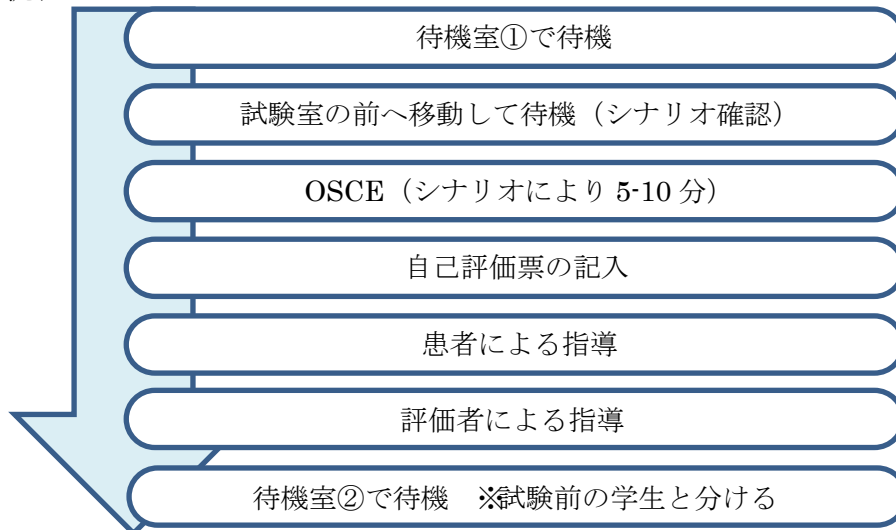 待機室①で待機
試験室の前へ移動して待機（シナリオ確認）
OSCE（シナリオにより 5-10 分）
自己評価票の記入
患者による指導
評価者による指導
待機室②で待機　※試験前の学生と分ける